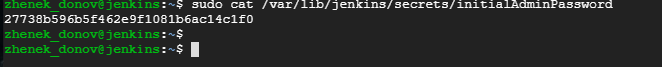 zhenek_donov@jenkins:~$ sudo cat /var/lib/jenkins/secrets/initialAdminPassword
27738b596b5f462e9f1081b6ac14c1f0
zhenek_donov@jenkins:~$
zhenek_donov@jenkins:~$